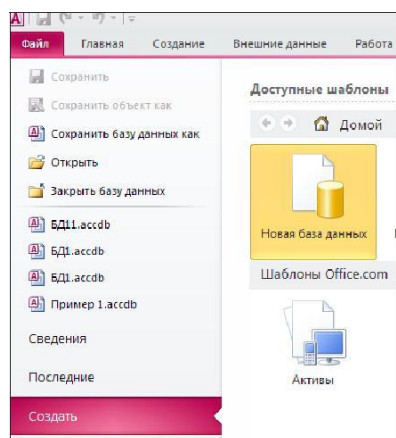 Файл Главная Создание Внешние данные Работа
Сохранить
Сохранить объект как
Сохранить базу данных как
Открыть
Закрыть базу данных
БД11.accdb
БД1.accdb
БД1.accdb
Пример 1.accdb
Сведения
Последние
Создать
Доступные шаблоны
Домой
Новая база данных
Шаблоны Office.com
Активы